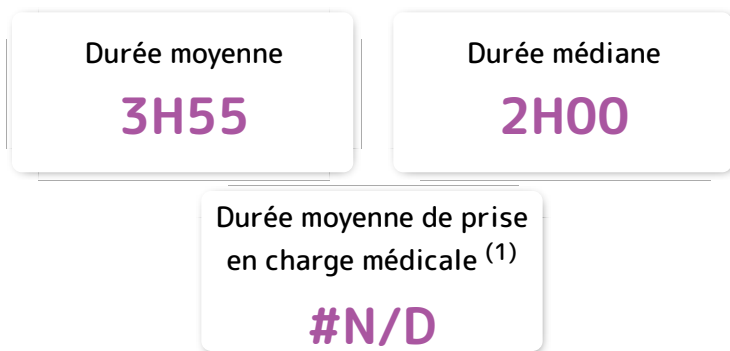 Durée moyenne
3H55
Durée médiane
2H00
Durée moyenne de prise
en charge médicale (1)
#N/D